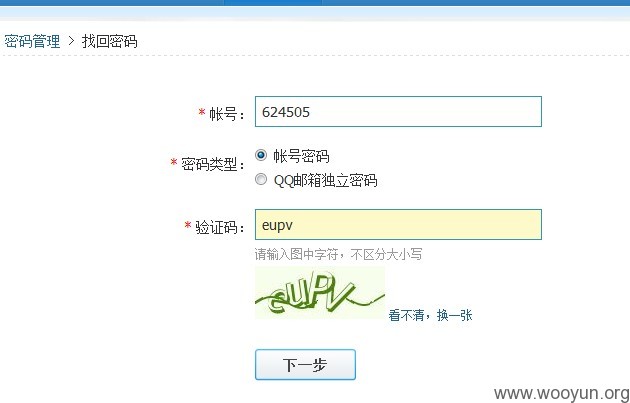 密码管理 > 找回密码
* 帐号： 624505
* 密码类型： 帐号密码
QQ邮箱独立密码
* 验证码： eupv
请输入图中字符，不区分大小写
eUPV 看不清，换一张
下一步
www.wooyun.org